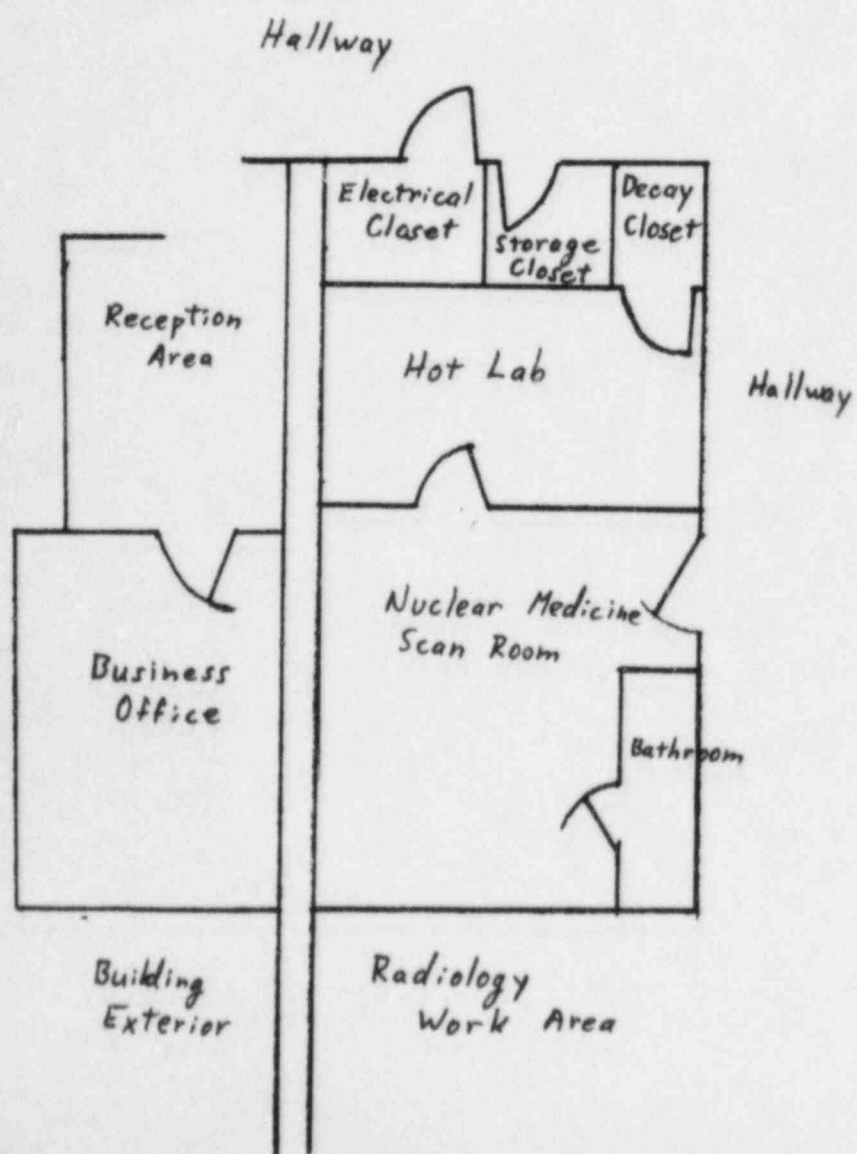 Hallway
Electrical
Closet
Storage
Closet
Decay
Closet
Reception
Area
Hot Lab
Hallway
Nuclear Medicine
Scan Room
Business
Office
Bathroom
Building
Exterior
Radiology
Work Area